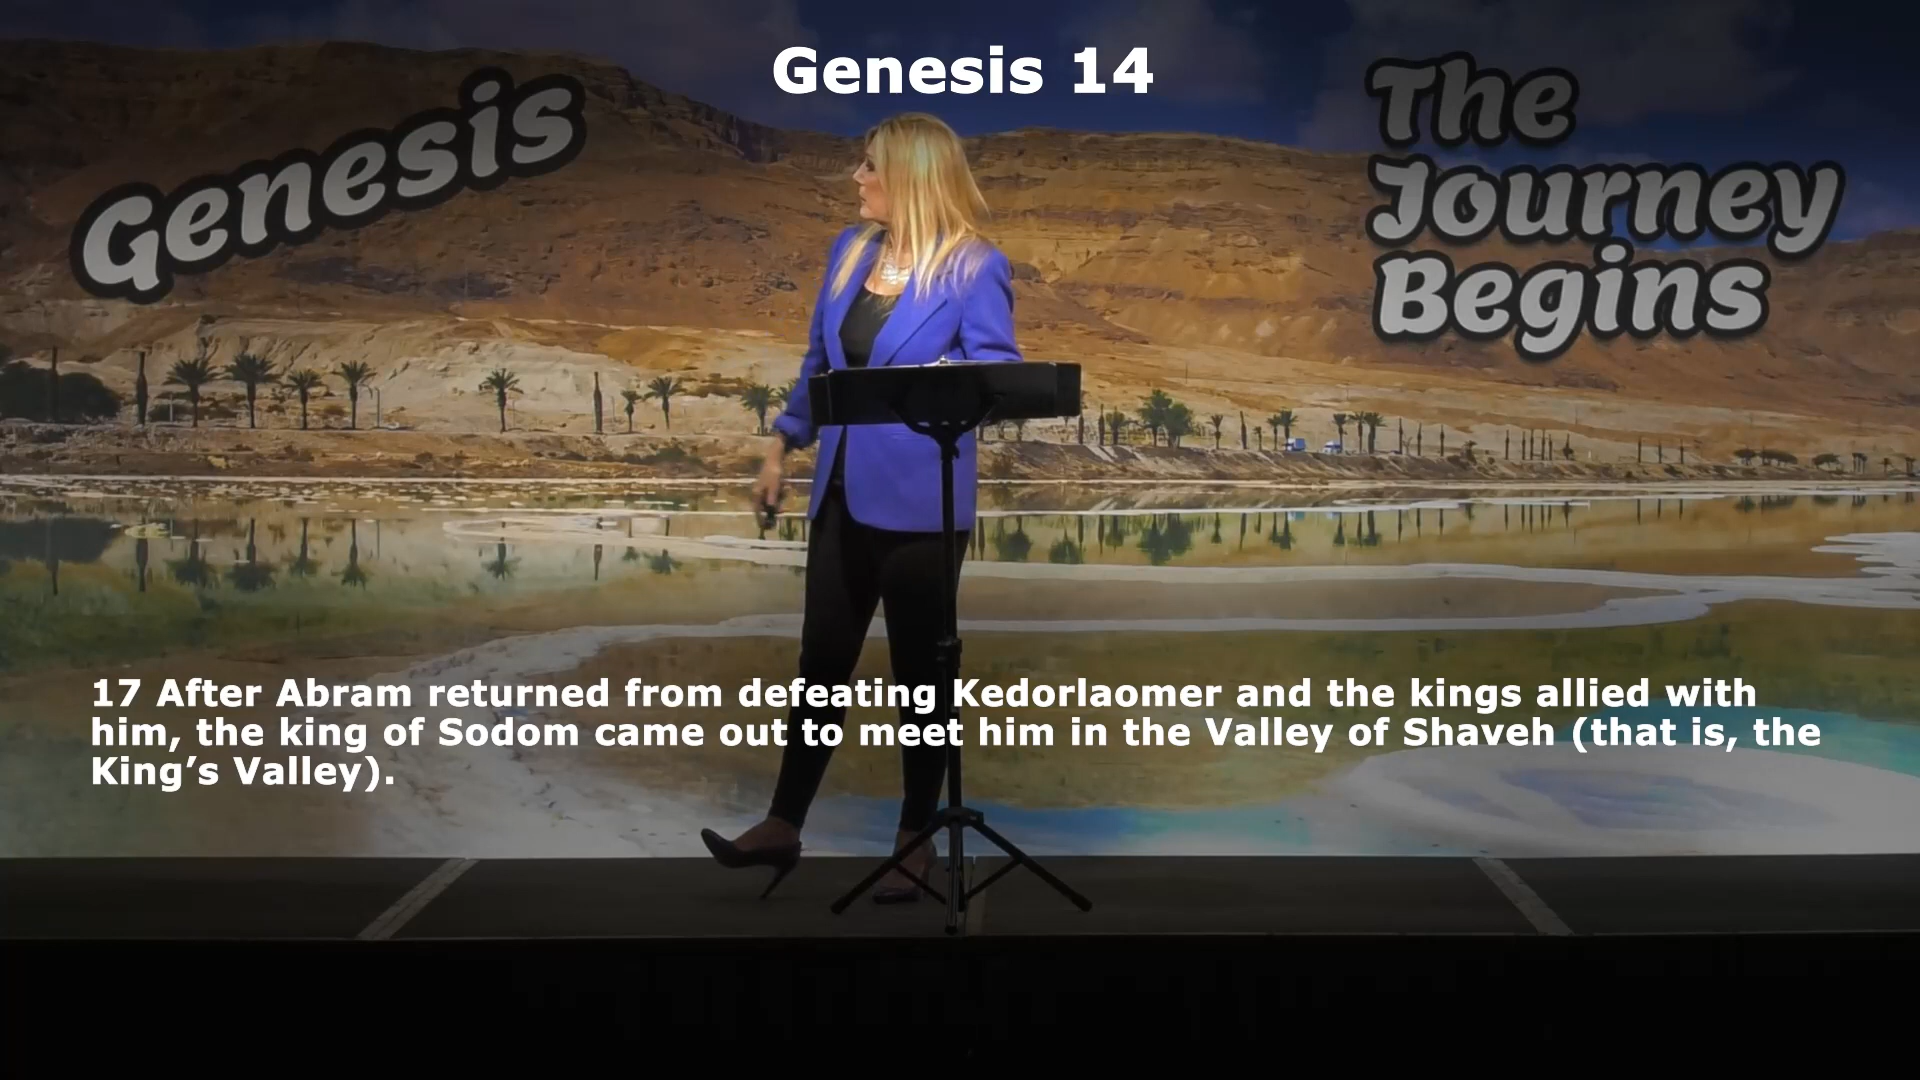 Genesis 14
Genesis
The
Journey
Begins
17 After Abram returned from defeating Kedorlaomer and the kings allied with
him, the king of Sodom came out to meet him in the Valley of Shaveh (that is, the
King’s Valley).